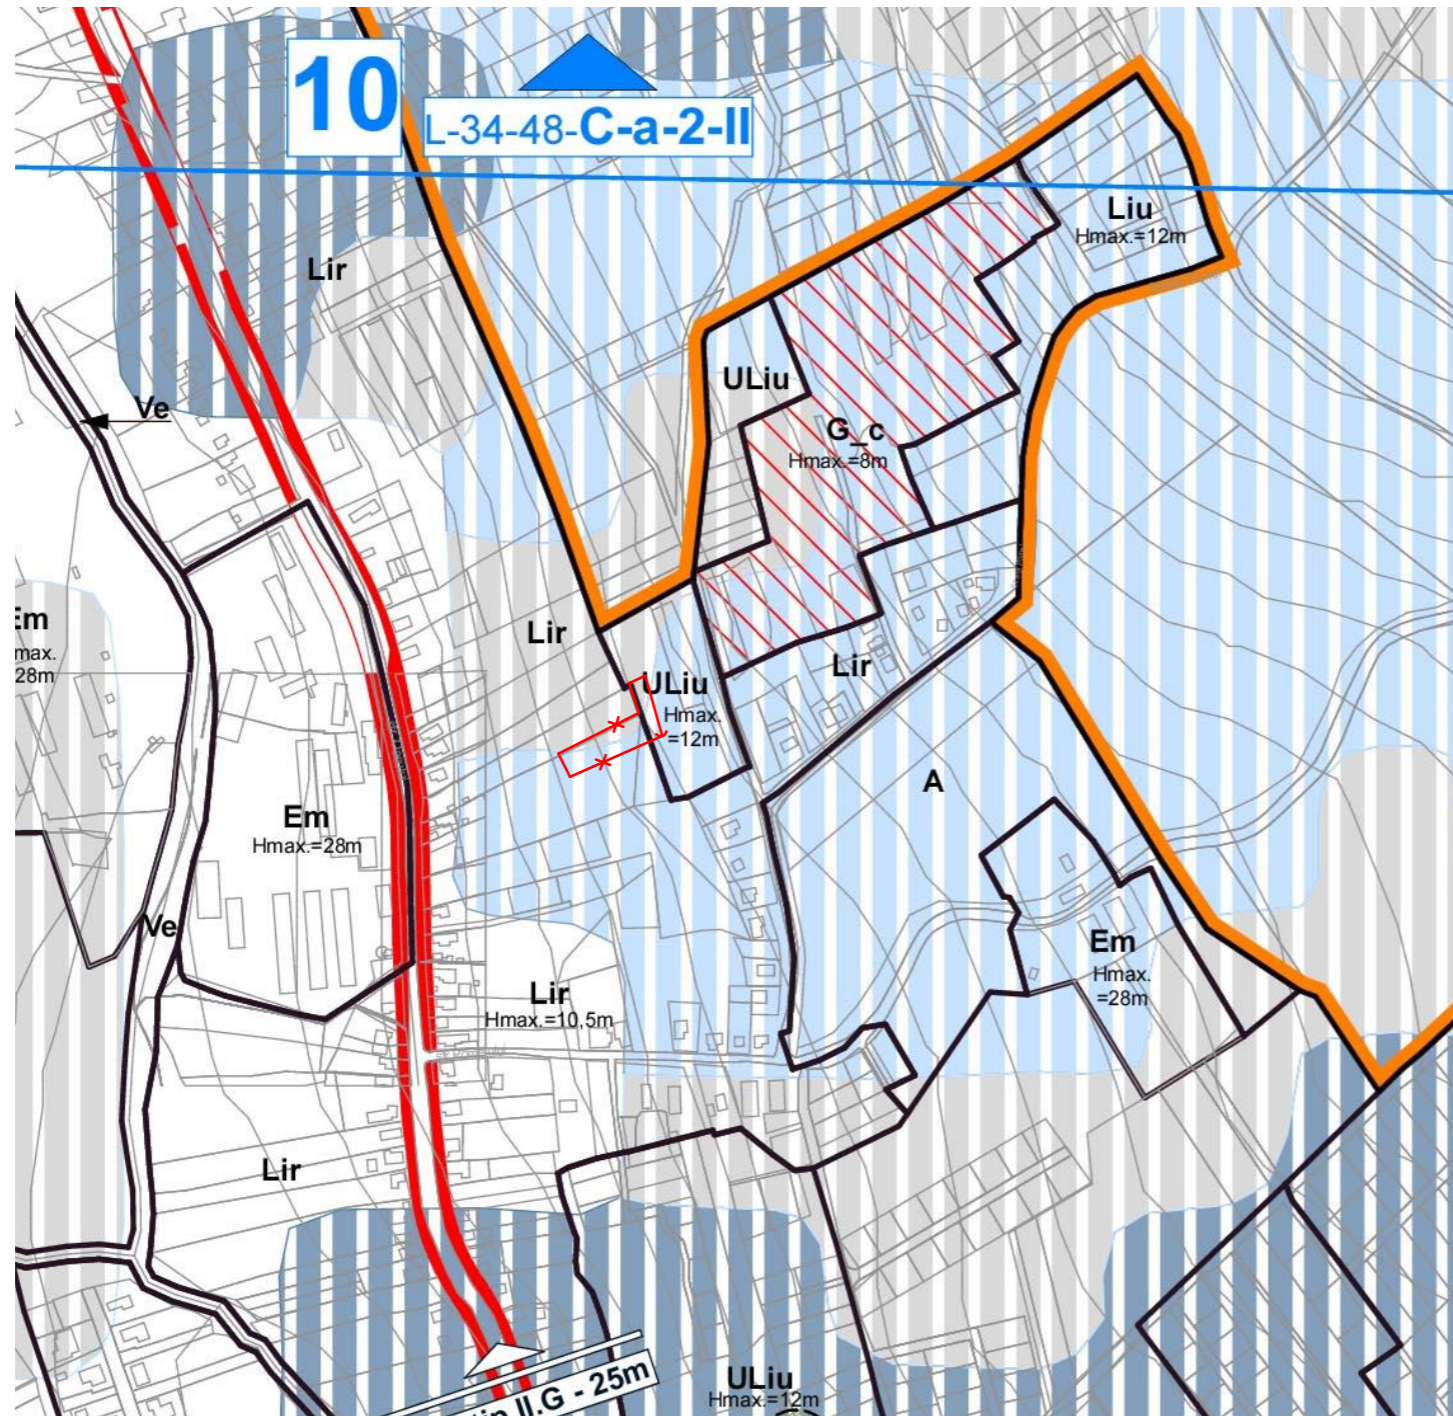 10
L-34-48-C-a-2-II
Liu
Hmax.=12m
Lir
ULiu
Ve
G_c
Hmax.=8m
Em
max.
28m
Lir
Lir
ULiu
Hmax.
=12m
A
Em
Hmax.=28m
Ve
Em
Hmax.
=28m
Lir
Hmax.=10,5m
Lir
II.G - 25m
ULiu
Hmax.=12m